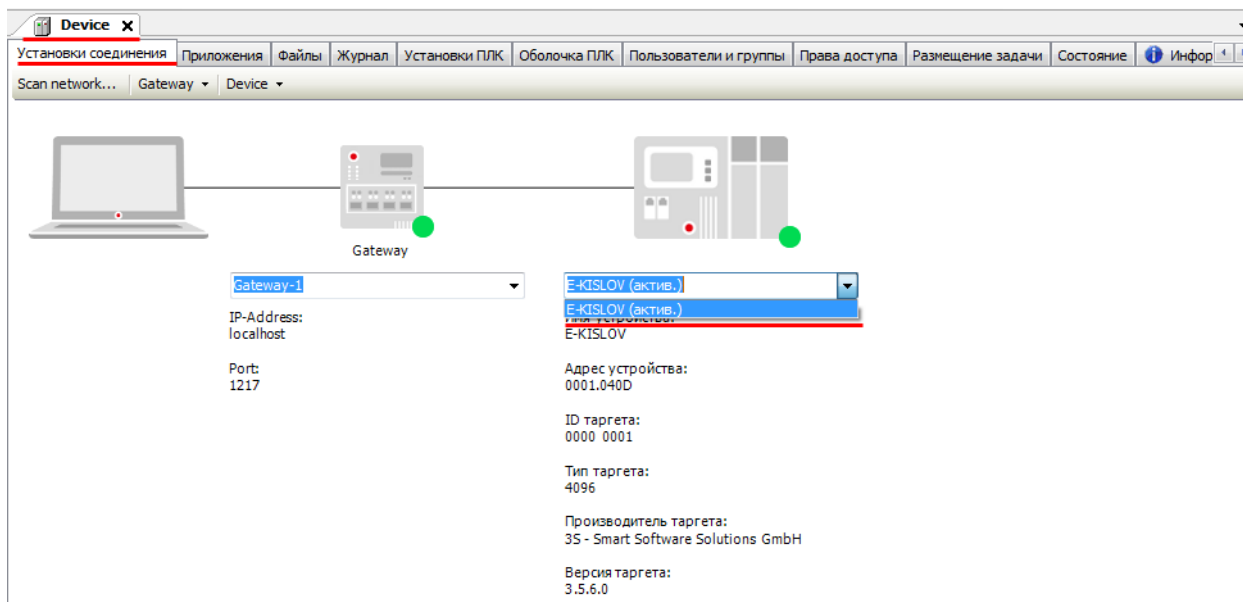 Device
Установки соединения Приложения Файлы Журнал Установки ПЛК Оболочка ПЛК Пользователи и группы Права доступа Размещение задачи Состояние Инфор
Scan network... Gateway Device
Gateway
Gateway-1
E-KISLOV (актив.)
E-KISLOV (актив.)
IP-Address:
localhost
Имя устройства:
E-KISLOV
Port:
1217
Адрес устройства:
0001.040D
ID таргета:
0000 0001
Тип таргета:
4096
Производитель таргета:
3S - Smart Software Solutions GmbH
Версия таргета:
3.5.6.0